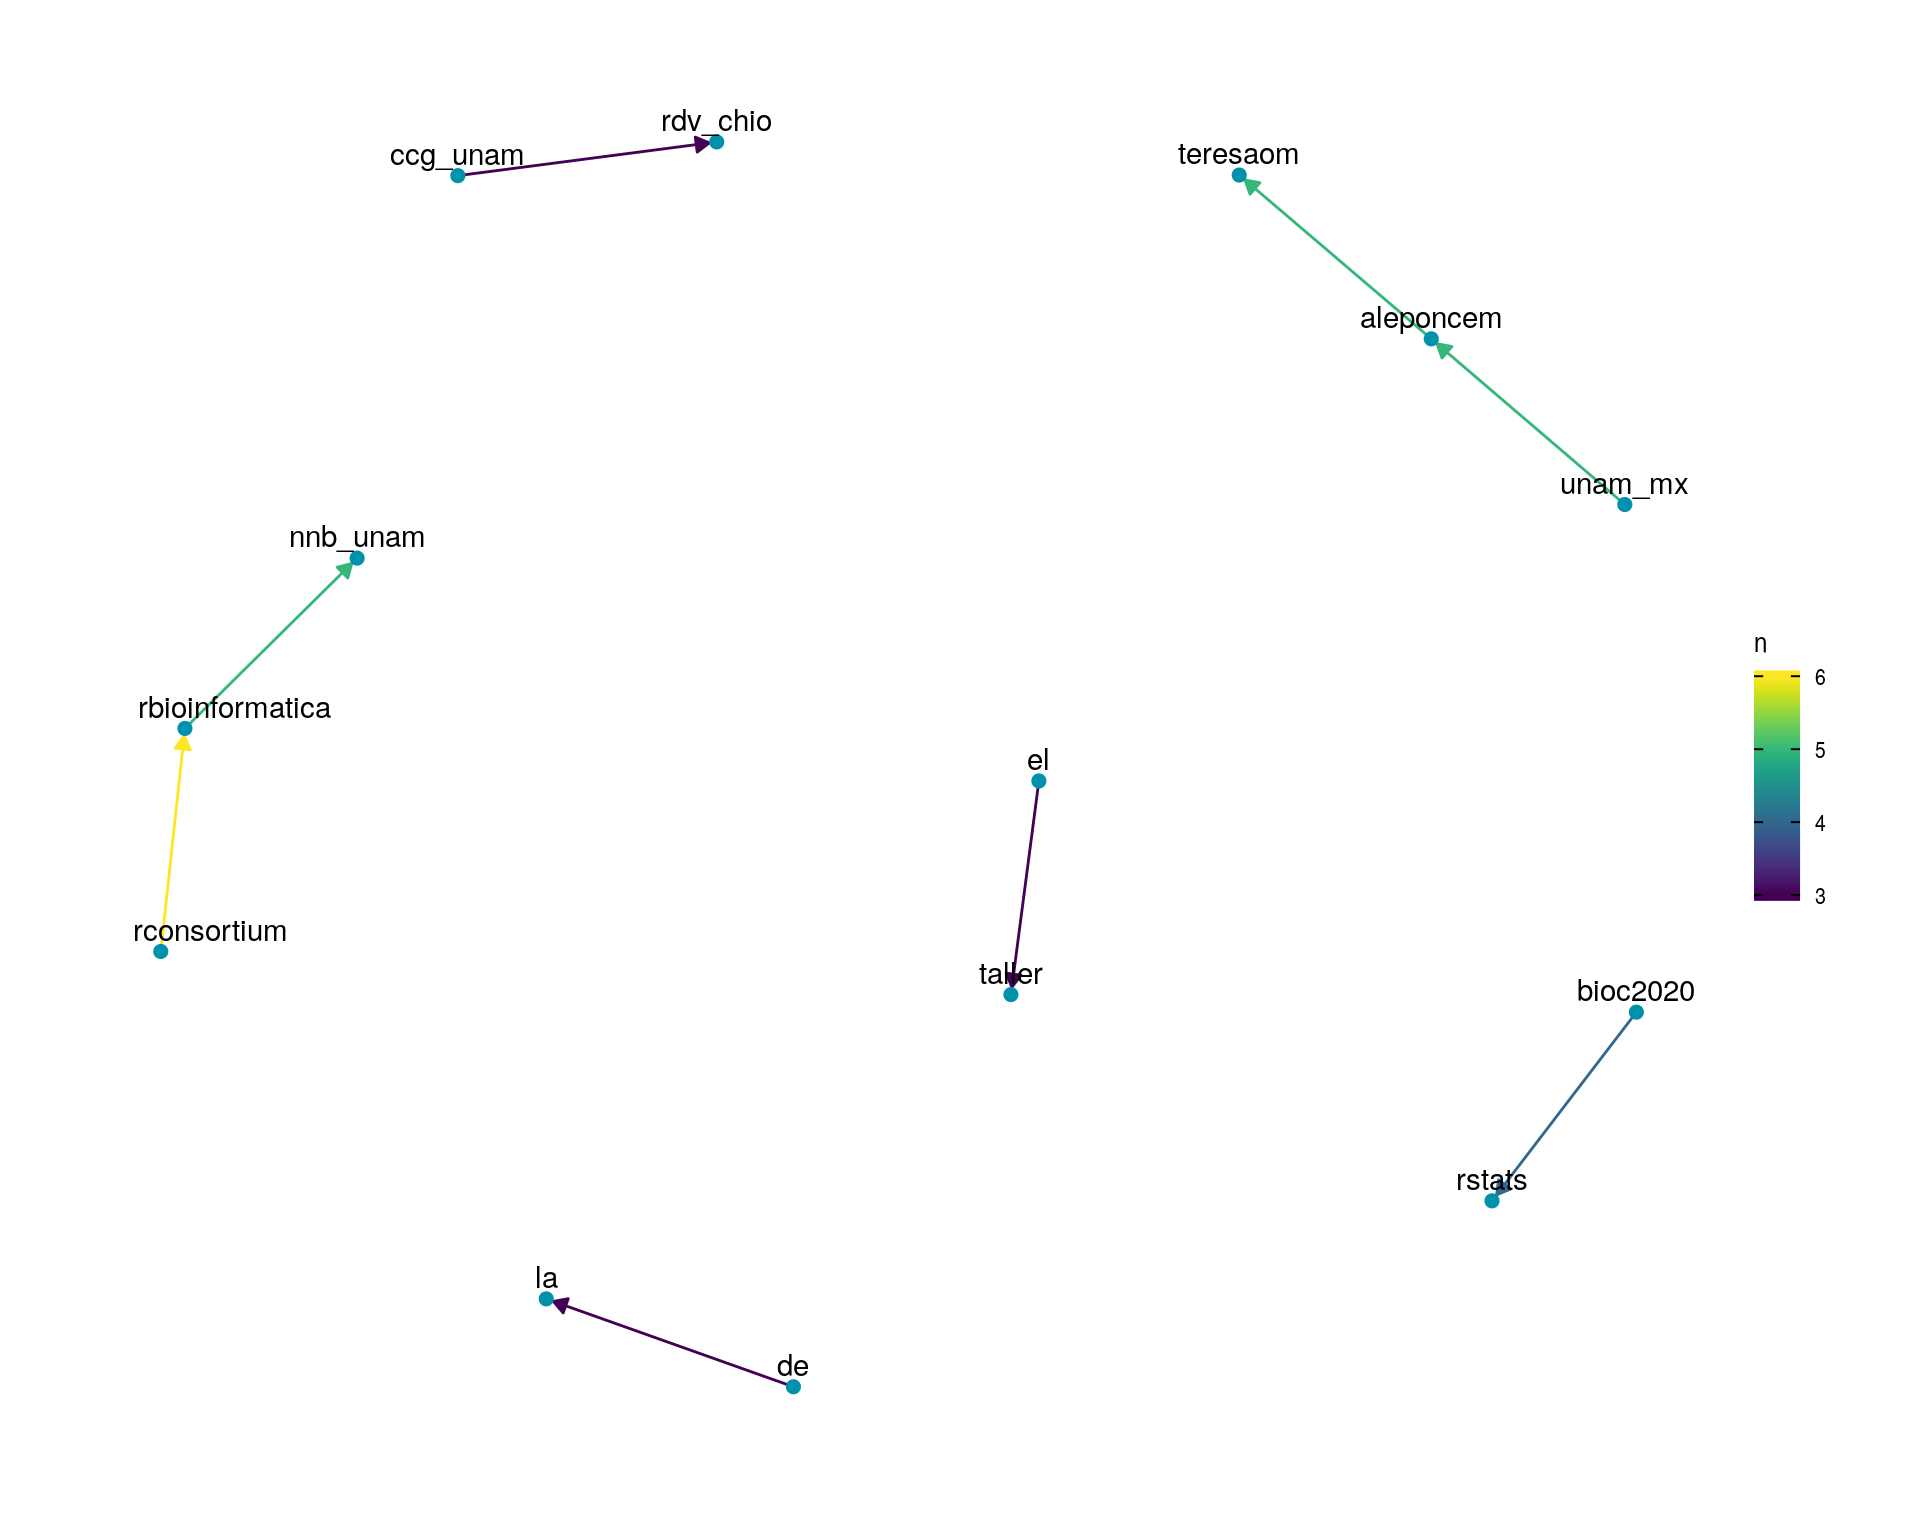 rdv_chio
ccg_unam
teresaom
aleponcem
unam_mx
nnb_unam
n
6
rbioinformatica
5
el
4
3
rconsortium
taller
bioc2020
rstats
la
de